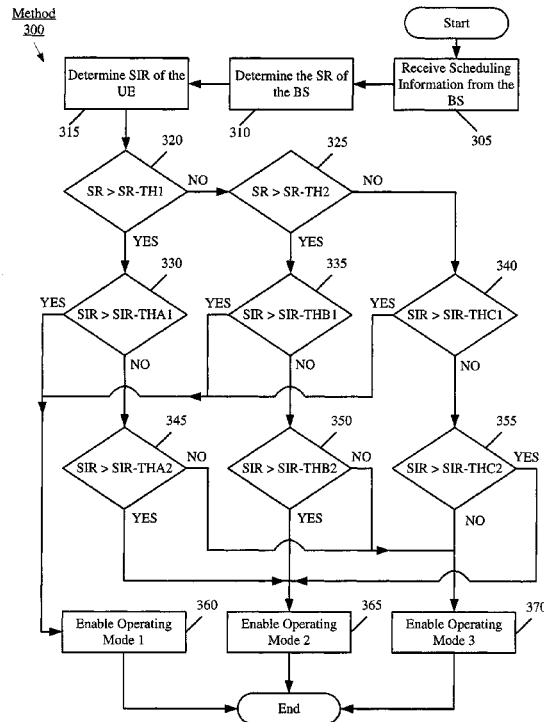 Method
300
Start
Determine SIR of the
UE
Determine the SR of
the BS
Receive Scheduling
Information from the
BS
315
310
305
320
325
SR > SR-TH1
NO
SR > SR-TH2
NO
YES
YES
330
335
340
YES
SIR > SIR-THA1
YES
SIR > SIR-THB1
YES
SIR > SIR-THC1
NO
NO
NO
345
350
355
SIR > SIR-THA2
NO
SIR > SIR-THB2
NO
SIR > SIR-THC2
YES
YES
YES
NO
360
365
370
Enable Operating
Mode 1
Enable Operating
Mode 2
Enable Operating
Mode 3
End